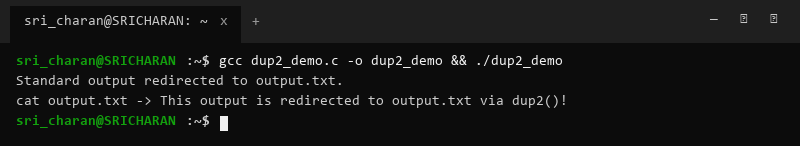 sri_charan@SRICHARAN: ~ x +
sri_charan@SRICHARAN :~$ gcc dup2_demo.c -o dup2_demo && ./dup2_demo
Standard output redirected to output.txt.
cat output.txt -> This output is redirected to output.txt via dup2()!
sri_charan@SRICHARAN :~$